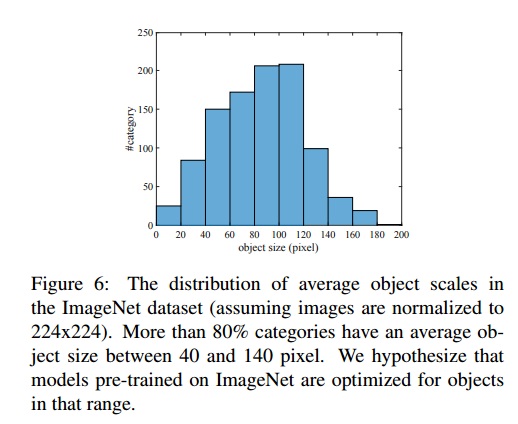 250
200
150
100
50
0
#category
0 20 40 60 80 100 120 140 160 180 200
object size (pixel)
Figure 6: The distribution of average object scales in
the ImageNet dataset (assuming images are normalized to
224x224). More than 80% categories have an average ob-
ject size between 40 and 140 pixel. We hypothesize that
models pre-trained on ImageNet are optimized for objects
in that range.